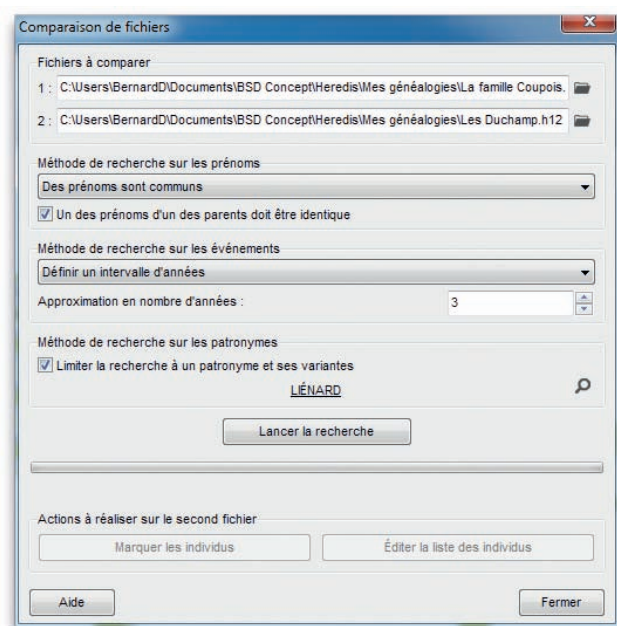 Comparaison de fichiers
Fichiers à comparer
1 : C:\Users\BernardD\Documents\BSD Concept\Heredis\Mes généalogies\La famille Coupois.
2 : C:\Users\BernardD\Documents\BSD Concept\Heredis\Mes généalogies\Les Duchamp.h12
Méthode de recherche sur les prénoms
Des prénoms sont communs
Un des prénoms d'un des parents doit être identique
Méthode de recherche sur les événements
Définir un intervalle d'années
Approximation en nombre d'années : 3
Méthode de recherche sur les patronymes
Limiter la recherche à un patronyme et ses variantes
LIÉNARD
Lancer la recherche
Actions à réaliser sur le second fichier
Marquer les individus Éditer la liste des individus
Aide Fermer